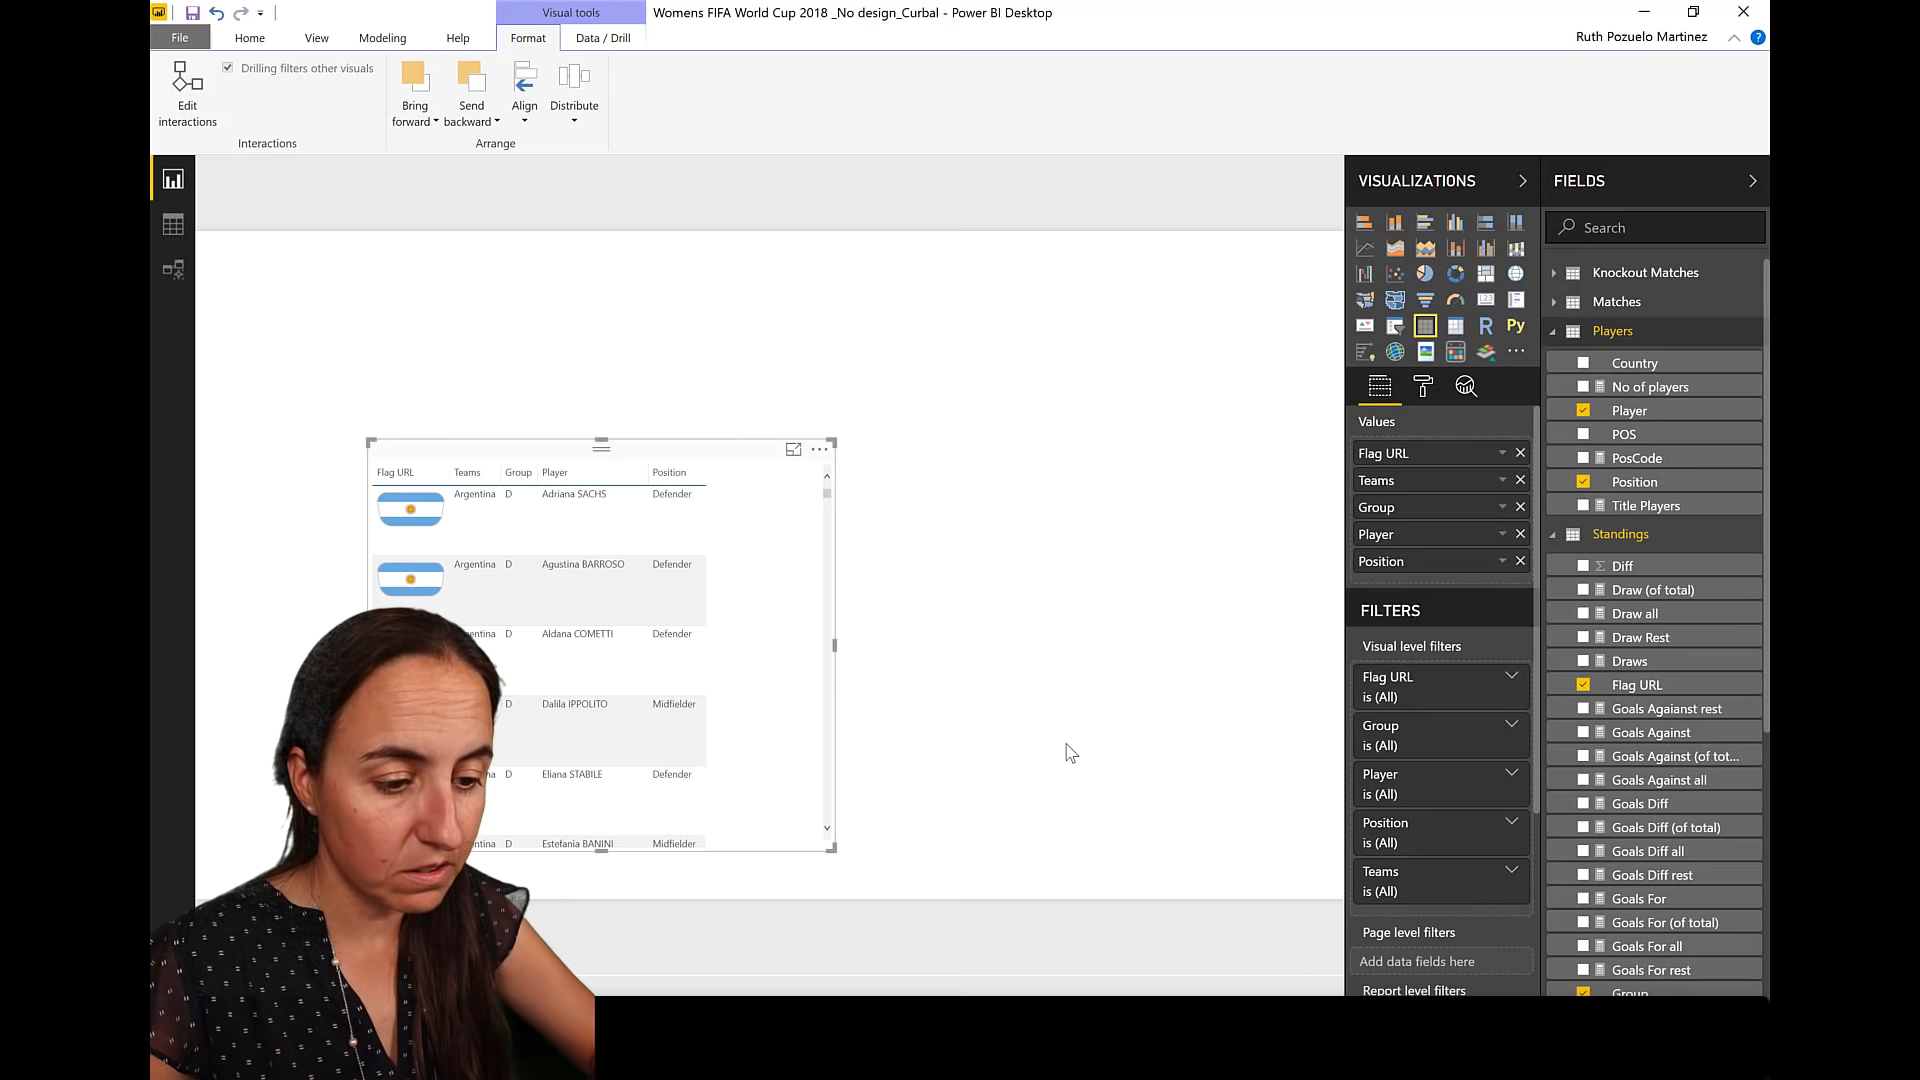 Visual tools
Womens FIFA World Cup 2018 _No design_Curbal - Power BI Desktop
File
Home
View
Modeling
Help
Format
Data / Drill
Ruth Pozuelo Martinez
?
Edit interactions
Drilling filters other visuals
Bring forward
Send backward
Align
Distribute
Interactions
Arrange
VISUALIZATIONS
R
Py
Values
Flag URL
Teams
Group
Player
Position
FILTERS
Visual level filters
Flag URL
is (All)
Group
is (All)
Player
is (All)
Position
is (All)
Teams
is (All)
Page level filters
Add data fields here
Report level filters
FIELDS
Search
Knockout Matches
Matches
Players
Country
No of players
Player
POS
PosCode
Position
Title Players
Standings
Diff
Draw (of total)
Draw all
Draw Rest
Draws
Flag URL
Goals Agaianst rest
Goals Against
Goals Against (of tot...
Goals Against all
Goals Diff
Goals Diff (of total)
Goals Diff all
Goals Diff rest
Goals For
Goals For (of total)
Goals For all
Goals For rest
Group
Flag URL Teams Group Player Position
Argentina D Adriana SACHS Defender
Argentina D Agustina BARROSO Defender
entina D Aldana COMETTI Defender
D Dalila IPPOLITO Midfielder
na D Eliana STABILE Defender
entina D Estefania BANINI Midfielder